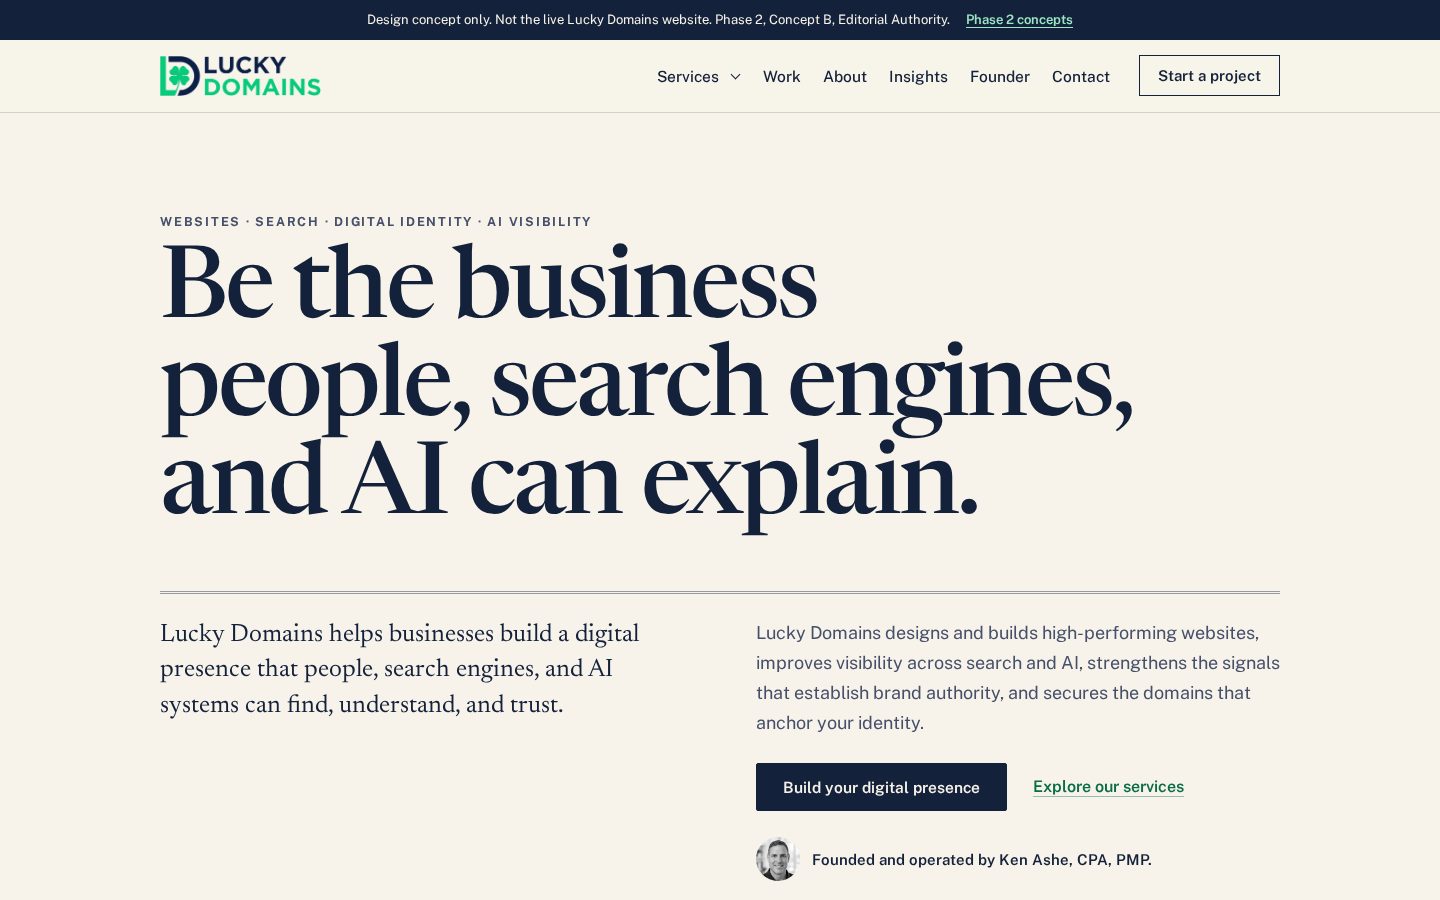 Design concept only. Not the live Lucky Domains website. Phase 2, Concept B, Editorial Authority. Phase 2 concepts
LUCKY
DOMAINS
Services Work About Insights Founder Contact Start a project
WEBSITES · SEARCH · DIGITAL IDENTITY · AI VISIBILITY
Be the business
people, search engines,
and AI can explain.
Lucky Domains helps businesses build a digital
presence that people, search engines, and AI
systems can find, understand, and trust.
Lucky Domains designs and builds high-performing websites,
improves visibility across search and AI, strengthens the signals
that establish brand authority, and secures the domains that
anchor your identity.
Build your digital presence Explore our services
Founded and operated by Ken Ashe, CPA, PMP.